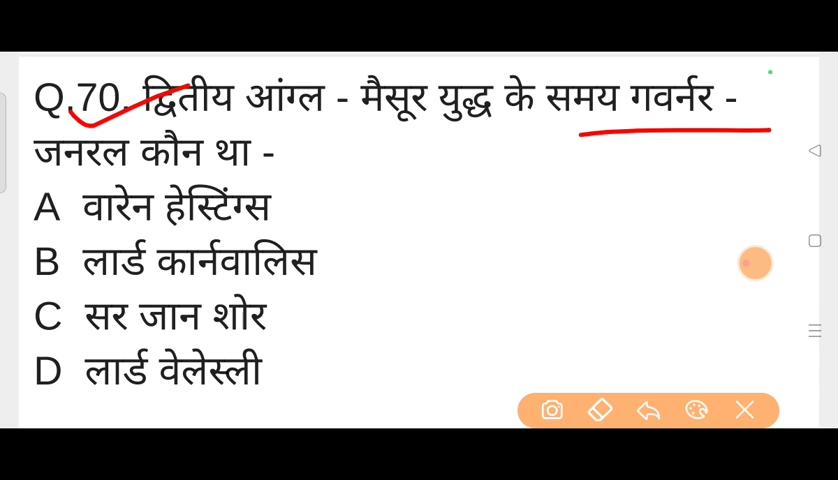 Q.70. द्वितीय आंग्ल - मैसूर युद्ध के समय गवर्नर -
जनरल कौन था -
A वारेन हेस्टिंग्स
B लार्ड कार्नवालिस
C सर जान शोर
D लार्ड वेलेस्ली